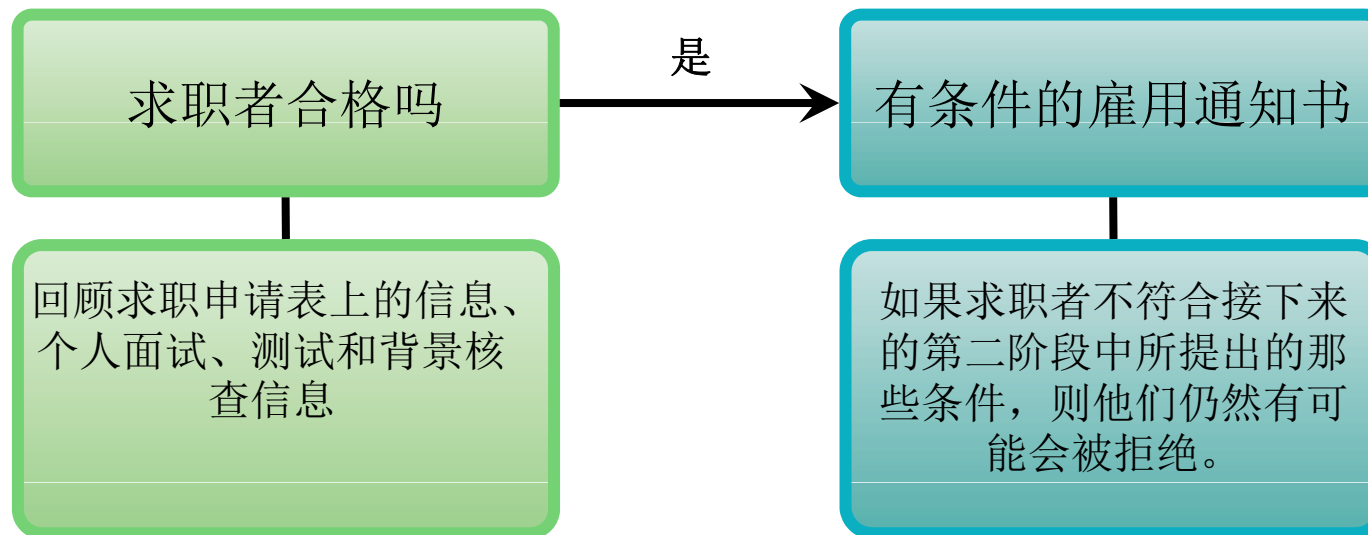 求职者合格吗
是
有条件的雇用通知书
回顾求职申请表上的信息、
个人面试、测试和背景核
查信息
如果求职者不符合接下来
的第二阶段中所提出的那
些条件，则他们仍然有可
能会被拒绝。